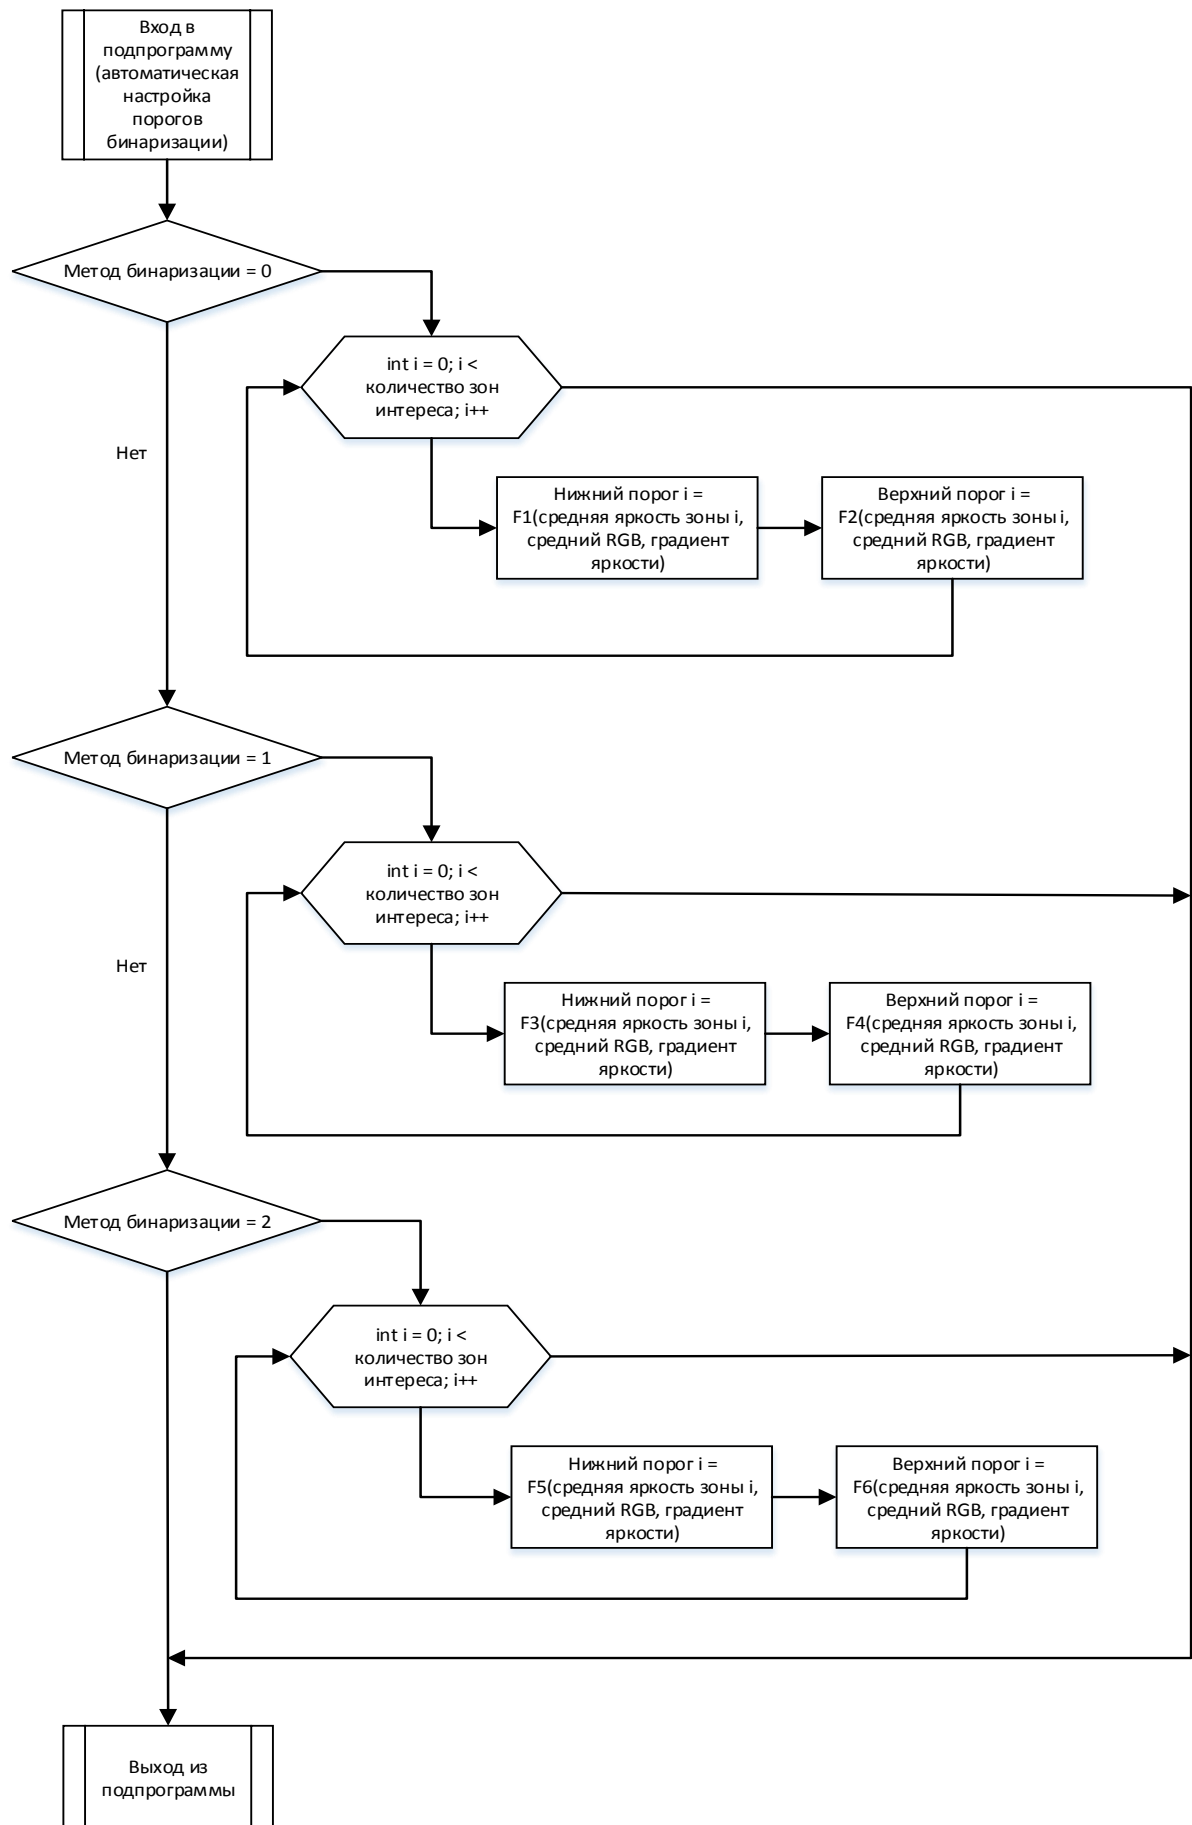 Вход в
подпрограмму
(автоматическая
настройка
порогов
бинаризации)
Метод бинаризации = 0
int i = 0; i <
количество зон
интереса; i++
Нет
Нижний порог i =
F1(средняя яркость зоны i,
средний RGB, градиент
яркости)
Верхний порог i =
F2(средняя яркость зоны i,
средний RGB, градиент
яркости)
Метод бинаризации = 1
int i = 0; i <
количество зон
интереса; i++
Нет
Нижний порог i =
F3(средняя яркость зоны i,
средний RGB, градиент
яркости)
Верхний порог i =
F4(средняя яркость зоны i,
средний RGB, градиент
яркости)
Метод бинаризации = 2
int i = 0; i <
количество зон
интереса; i++
Нижний порог i =
F5(средняя яркость зоны i,
средний RGB, градиент
яркости)
Верхний порог i =
F6(средняя яркость зоны i,
средний RGB, градиент
яркости)
Выход из
подпрограммы